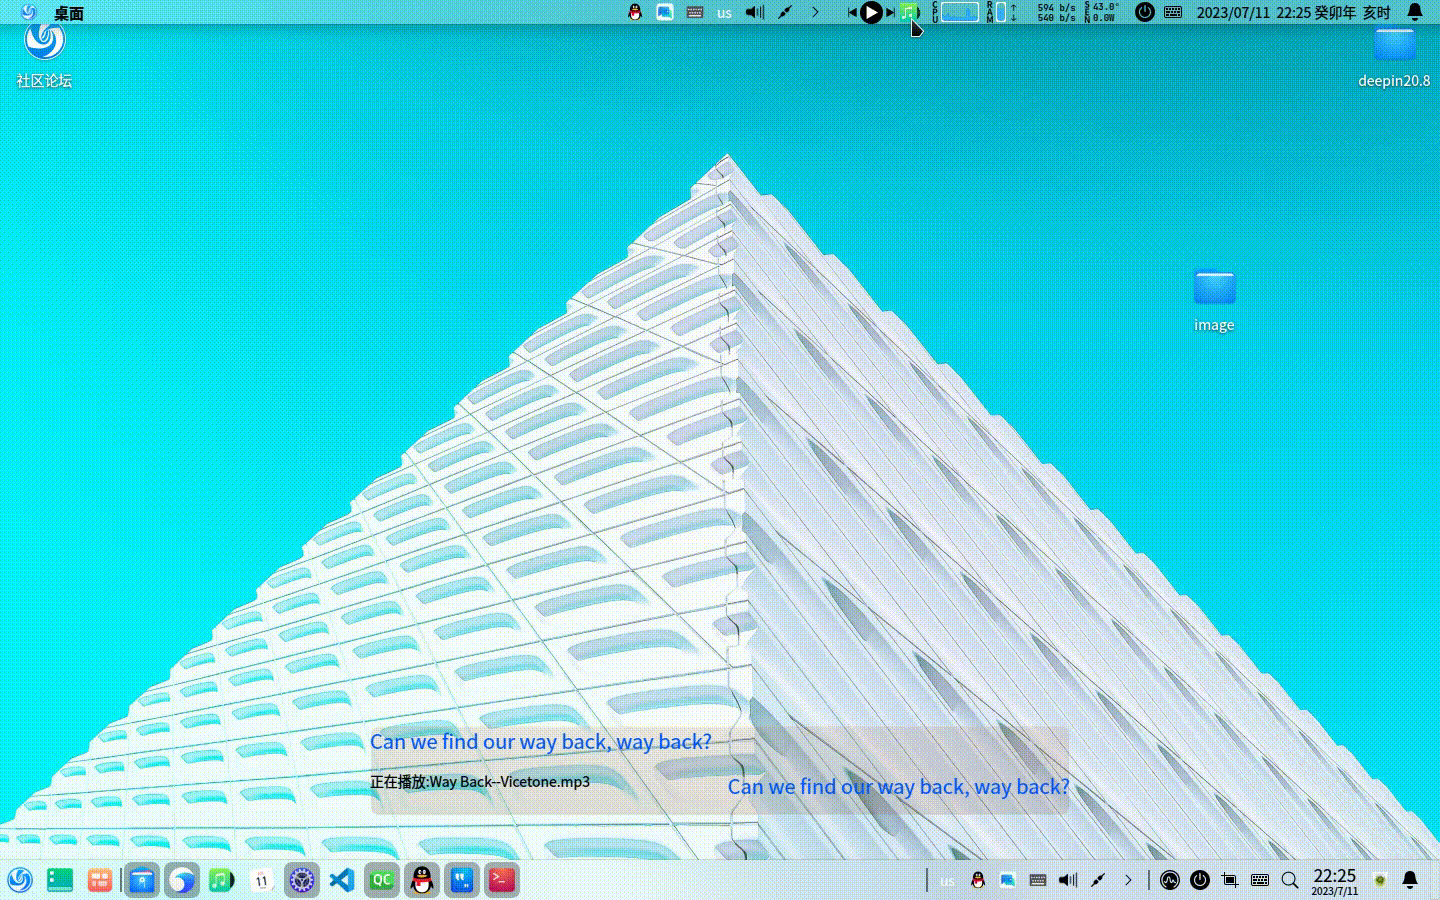 桌面
us
CPU
RAM
594 b/s
540 b/s
SEN
43.0°
0.0W
2023/07/11 22:25 癸卯年 亥时
社区论坛
deepin20.8
image
Can we find our way back, way back?
正在播放:Way Back--Vicetone.mp3
Can we find our way back, way back?
11
QC
us
22:25
2023/7/11